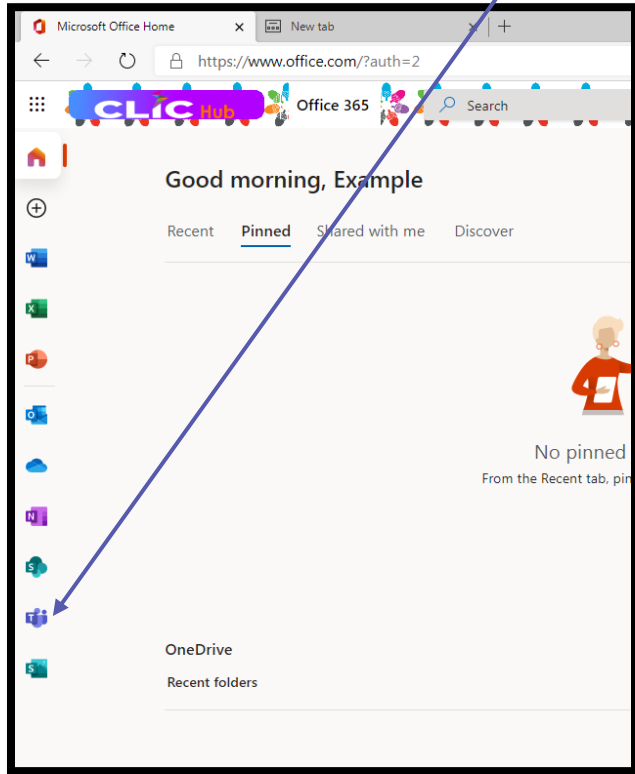 Microsoft Office Home
New tab
https://www.office.com/?auth=2
CLiC Hub
Office 365
Search
Good morning, Example
Recent Pinned Shared with me Discover
W
X
P
O
N
S
T
S
No pinned
From the Recent tab, pin
OneDrive
Recent folders